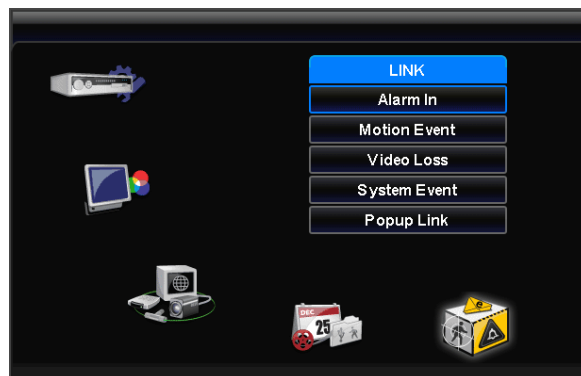 LINK
Alarm In
Motion Event
Video Loss
System Event
Popup Link
DEC.
25
e